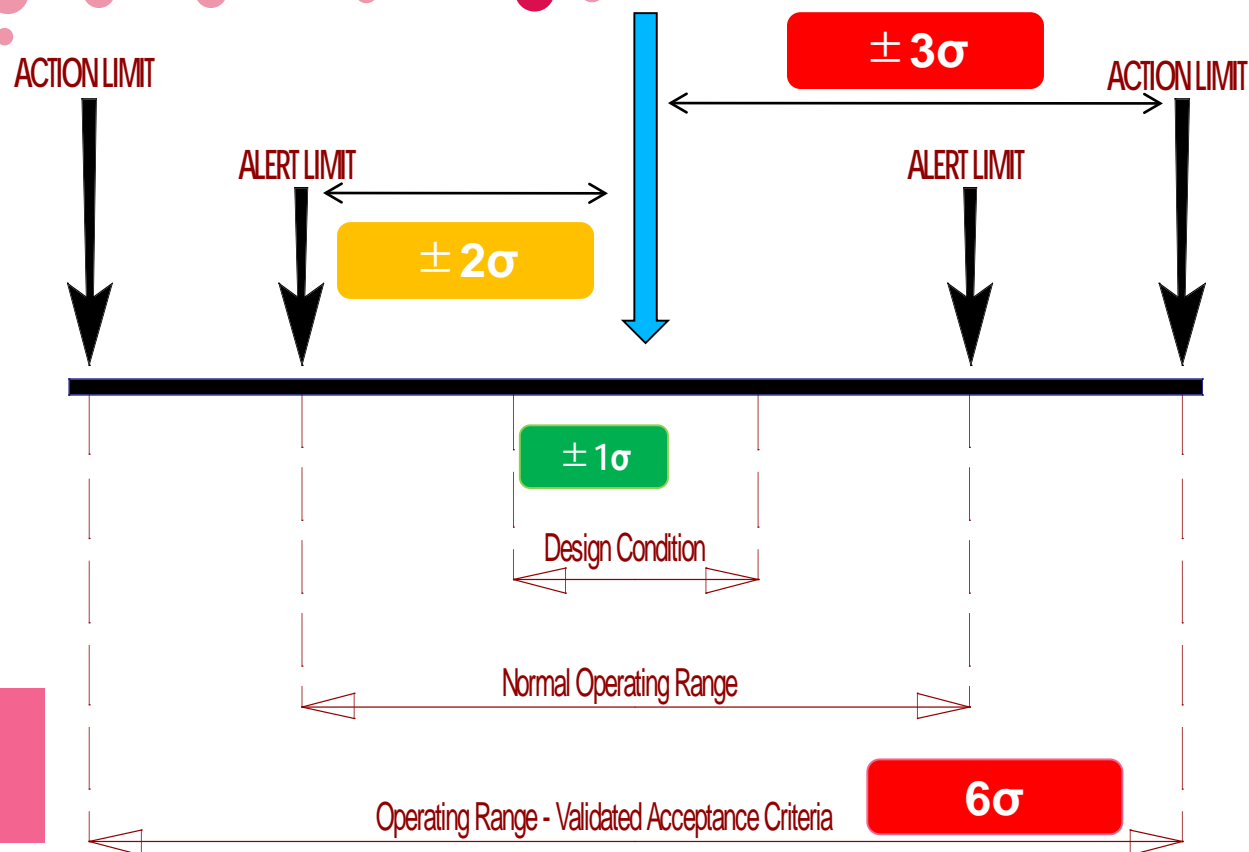 ± 3σ
ACTION LIMIT
ACTION LIMIT
ALERT LIMIT
ALERT LIMIT
± 2σ
± 1σ
Design Condition
Normal Operating Range
6σ
Operating Range - Validated Acceptance Criteria